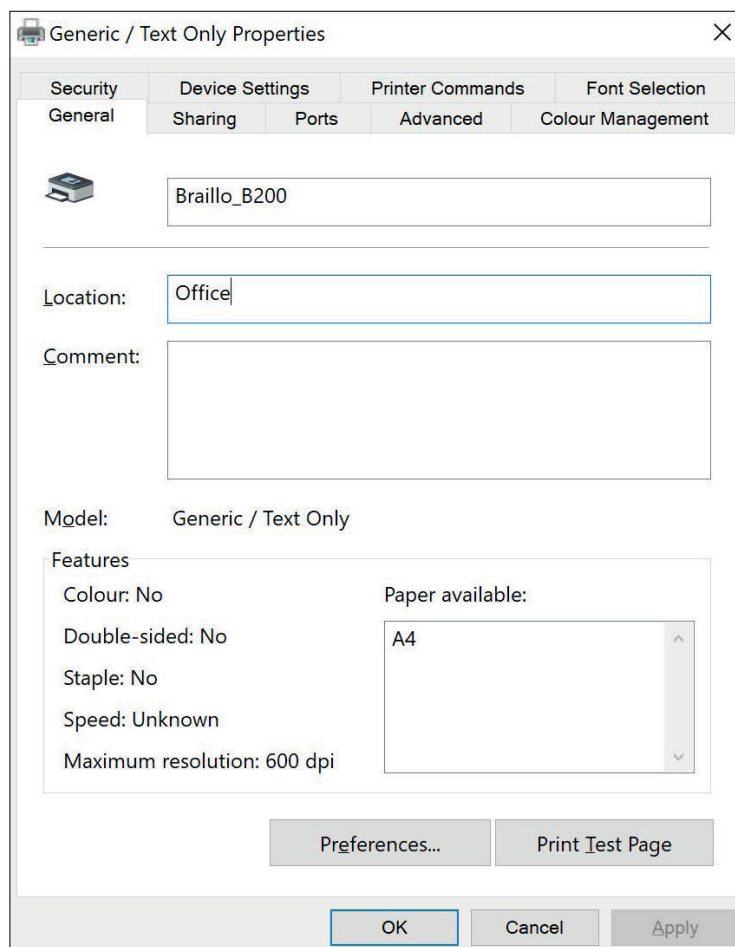 Generic / Text Only Properties
Security Device Settings Printer Commands Font Selection
General Sharing Ports Advanced Colour Management
Braillo_B200
Location: Office
Comment:
Model: Generic / Text Only
Features
Colour: No Paper available:
Double-sided: No A4
Staple: No
Speed: Unknown
Maximum resolution: 600 dpi
Preferences... Print Test Page
OK Cancel Apply